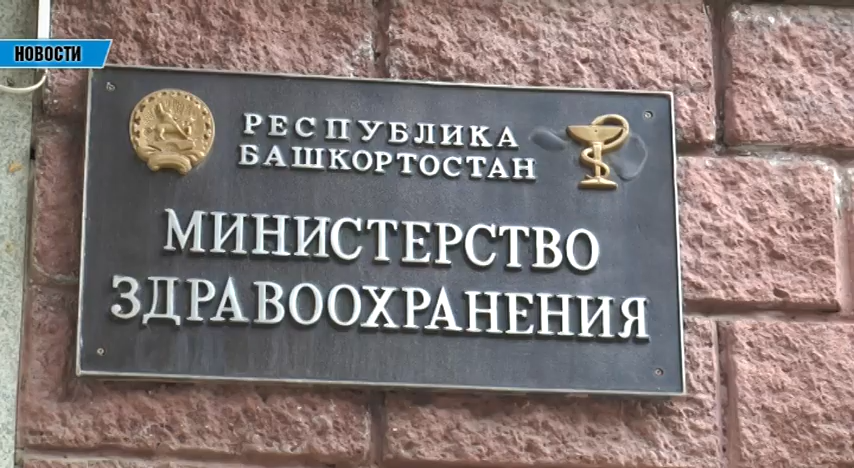 НОВОСТИ
РЕСПУБЛИКА
БАШКОРТОСТАН
МИНИСТЕРСТВО
ЗДРАВООХРАНЕНИЯ